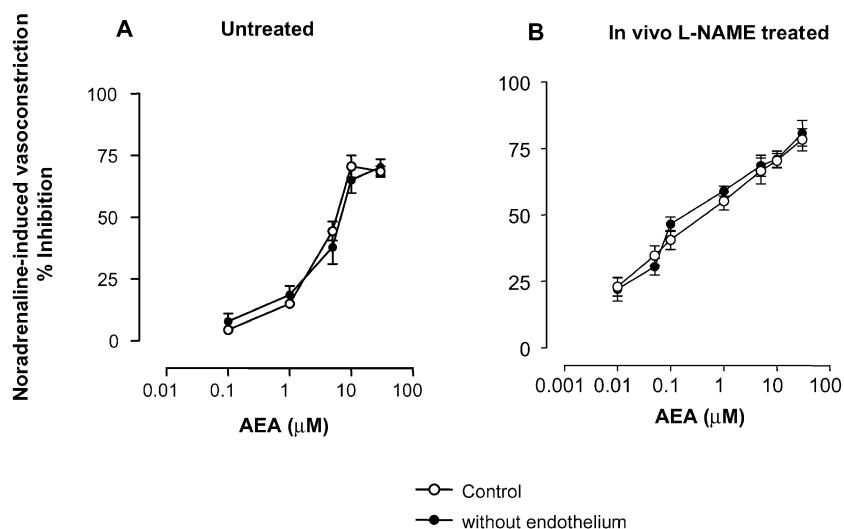 A
Untreated
B
In vivo L-NAME treated
Noradrenaline-induced vasoconstriction
% Inhibition
100
75
50
25
0
0.01 0.1 1 10 100
AEA (μM)
100
75
50
25
0
0.001 0.01 0.1 1 10 100
AEA (μM)
Control
without endothelium